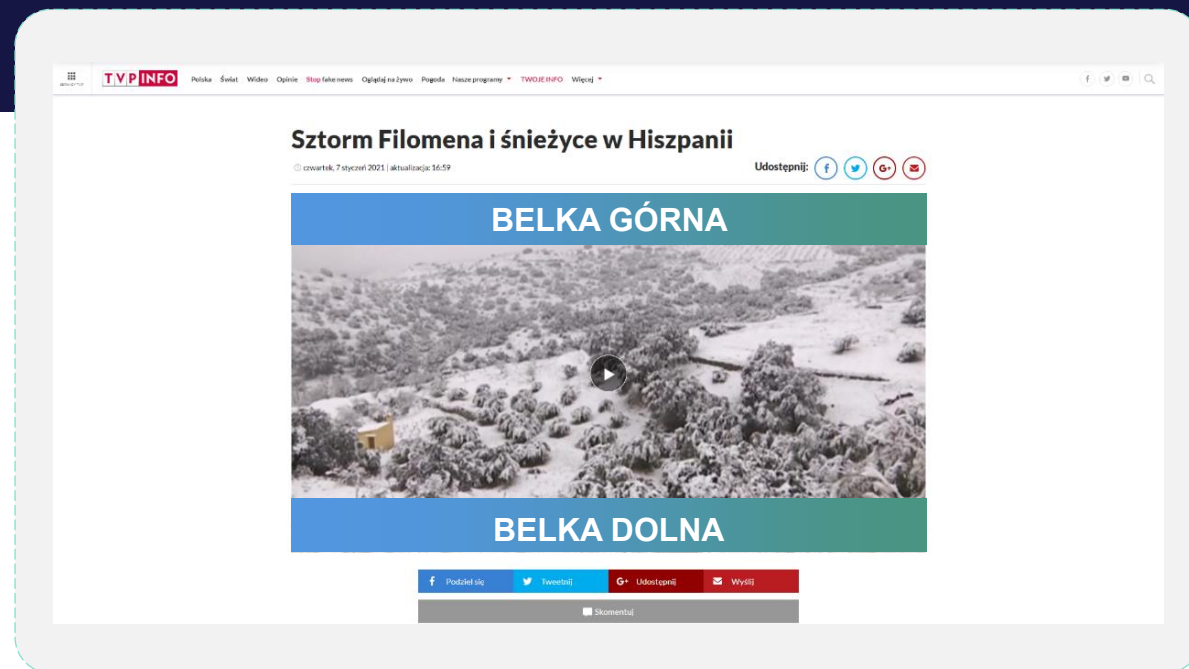 TVP INFO Polska Świat Wideo Opinie Stop fake news Oglądaj na żywo Pogoda Nasze programy TWOJE INFO Więcej
Sztorm Filomena i śnieżyce w Hiszpanii
czwartek, 7 styczeń 2021 | aktualizacja: 16:59
Udostępnij:
BELKA GÓRNA
BELKA DOLNA
Podziel się Tweetnij G+ Udostępnij Wyślij
Skomentuj